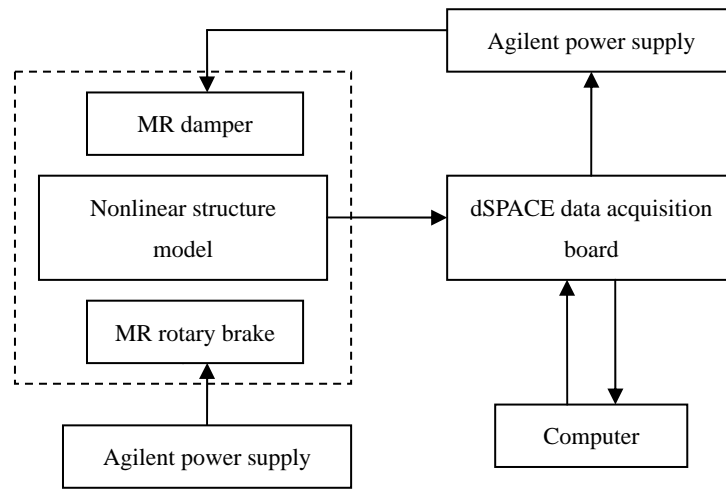 Agilent power supply
MR damper
Nonlinear structure
model
dSPACE data acquisition
board
MR rotary brake
Agilent power supply
Computer